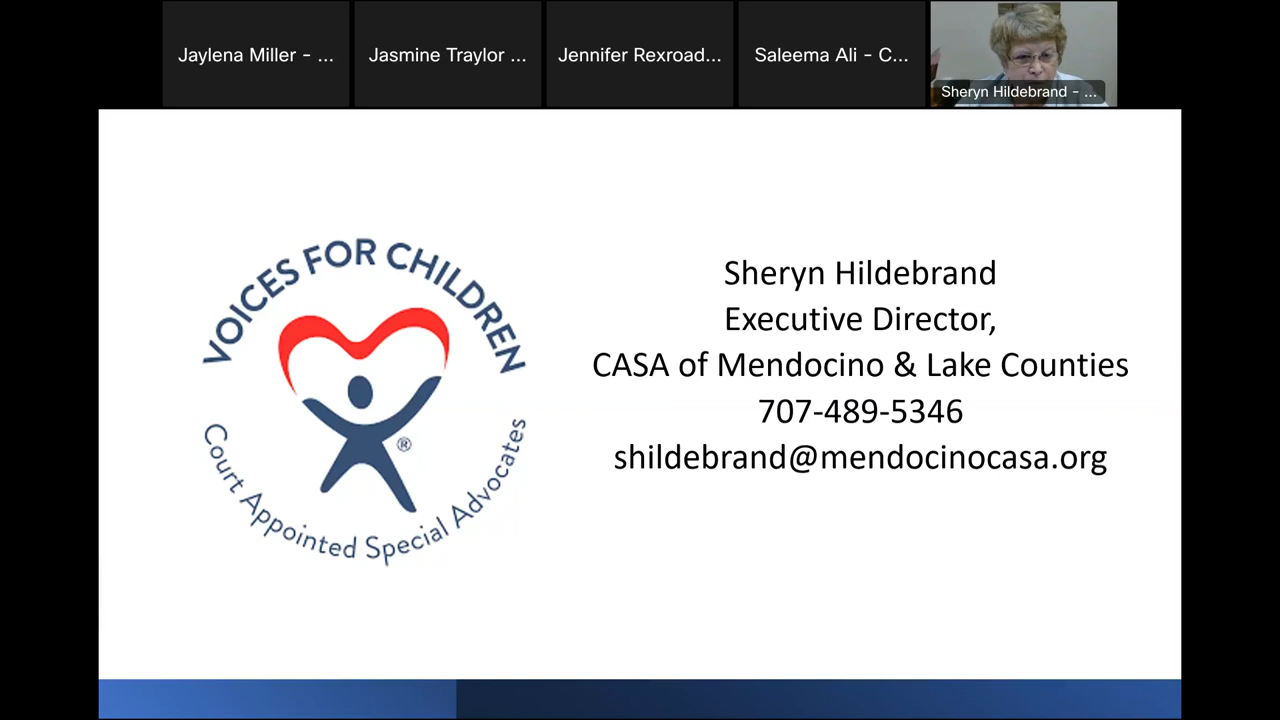 Jaylena Miller - ...
Jasmine Traylor ...
Jennifer Rexroad...
Saleema Ali - C...
Sheryn Hildebrand - ...
VOICES FOR CHILDREN
Court Appointed Special Advocates
®
Sheryn Hildebrand
Executive Director,
CASA of Mendocino & Lake Counties
707-489-5346
shildebrand@mendocinocasa.org